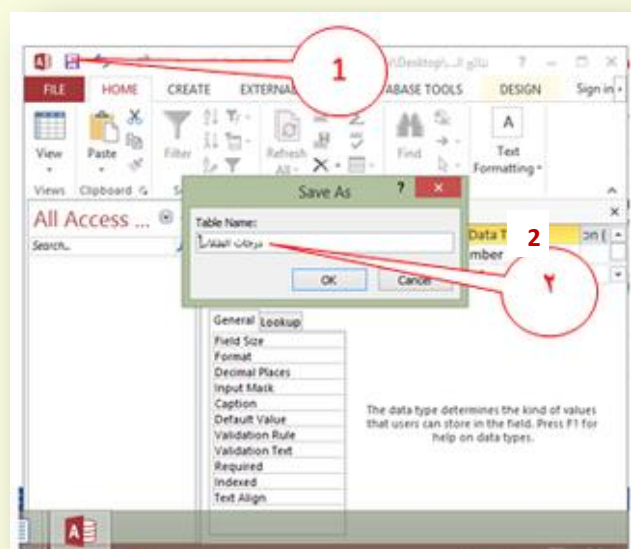 1
\Desktop\...
? – □ X
FILE HOME CREATE EXTERNA ABASE TOOLS DESIGN Sign in
View Paste Filter Refresh All Find Text Formatting
A
Views Clipboard
Save As ? ×
All Access ... 
Search..
Table Name:
درجات الطلاب
OK Cancel
Data T
mber
2
٢
General Lookup
Field Size
Format
Decimal Places
Input Mask
Caption
Default Value
Validation Rule
Validation Text
Required
Indexed
Text Align
The data type determines the kind of values
that users can store in the field. Press F1 for
help on data types.